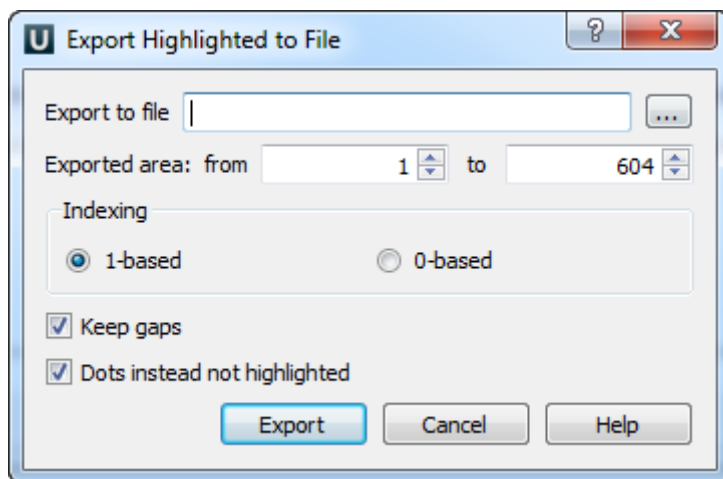 U Export Highlighted to File ? X
Export to file ...
Exported area: from 1 to 604
Indexing
1-based 0-based
Keep gaps
Dots instead not highlighted
Export Cancel Help